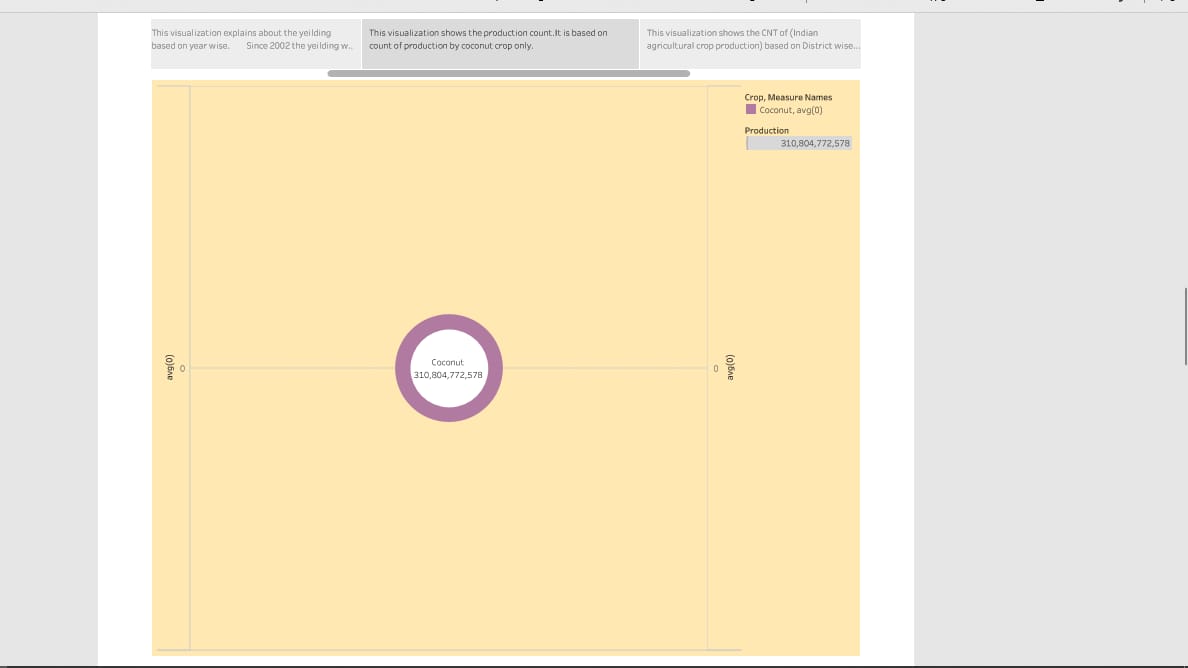 This visualization explains about the yeilding
based on year wise. Since 2002 the yeilding w..
This visualization shows the production count.It is based on
count of production by coconut crop only.
This visualization shows the CNT of (Indian
agricultural crop production) based on District wise...
Crop, Measure Names
Coconut, avg(0)
Production
310,804,772,578
avg(0)
0
Coconut
310,804,772,578
0
avg(0)